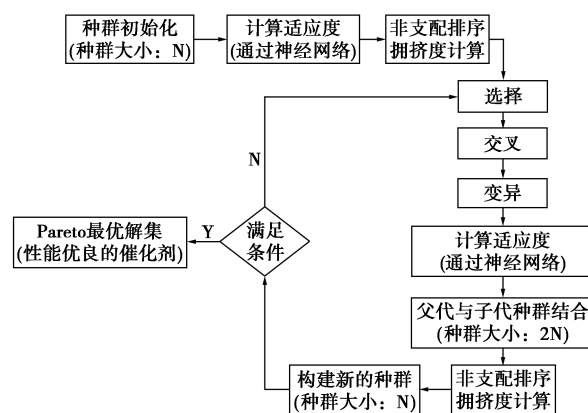 种群初始化
(种群大小：N)
计算适应度
(通过神经网络)
非支配排序
拥挤度计算
选择
交叉
变异
计算适应度
(通过神经网络)
父代与子代种群结合
(种群大小：2N)
非支配排序
拥挤度计算
构建新的种群
(种群大小：N)
满足
条件
N
Y
Pareto最优解集
(性能优良的催化剂)